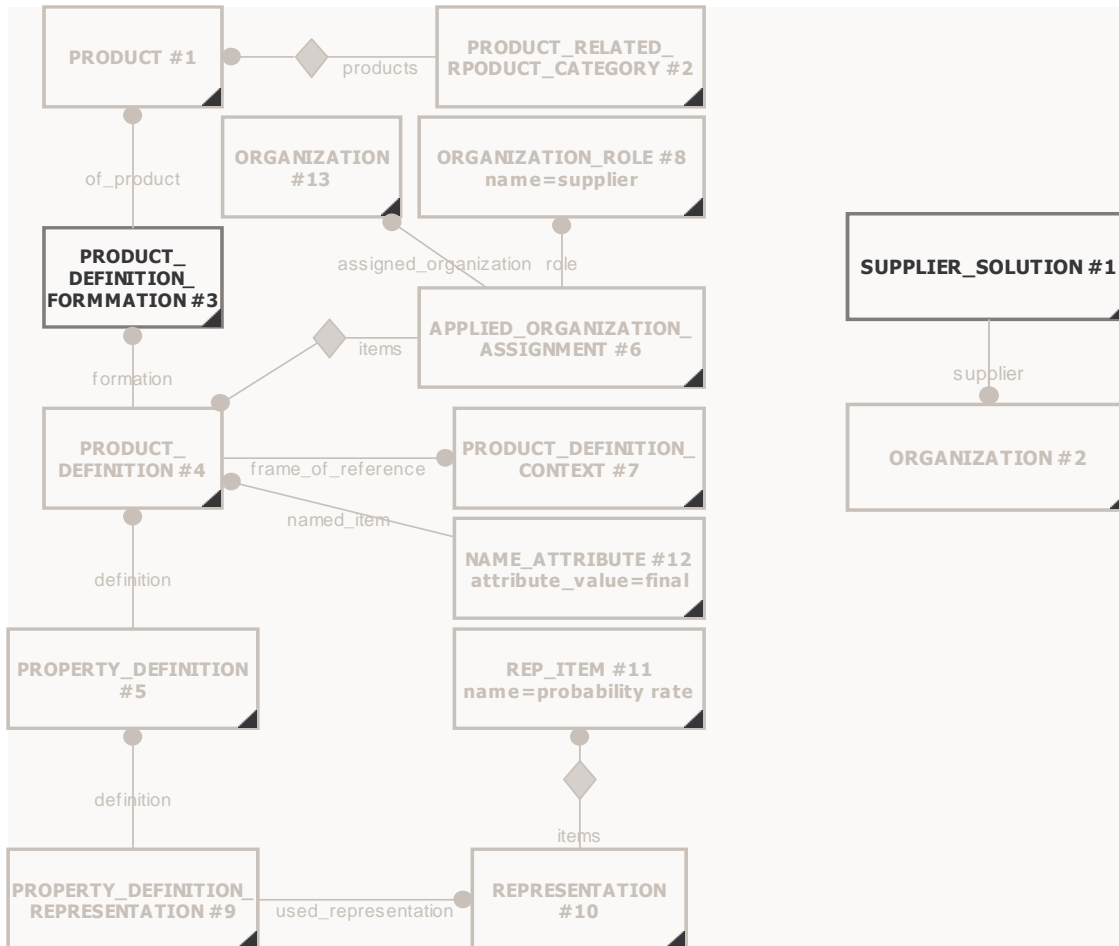 PRODUCT #1
products
PRODUCT_RELATED_
RPODUCT_CATEGORY #2
of_product
ORGANIZATION
#13
ORGANIZATION_ROLE #8
name=supplier
assigned_organization
role
PRODUCT_
DEFINITION_
FORMMATION #3
SUPPLIER_SOLUTION #1
APPLIED_ORGANIZATION_
ASSIGNMENT #6
items
formation
supplier
PRODUCT_
DEFINITION #4
frame_of_reference
PRODUCT_DEFINITION_
CONTEXT #7
ORGANIZATION #2
named_item
NAME_ATTRIBUTE #12
attribute_value=final
definition
PROPERTY_DEFINITION
#5
REP_ITEM #11
name=probability rate
definition
items
PROPERTY_DEFINITION_
REPRESENTATION #9
used_representation
REPRESENTATION
#10